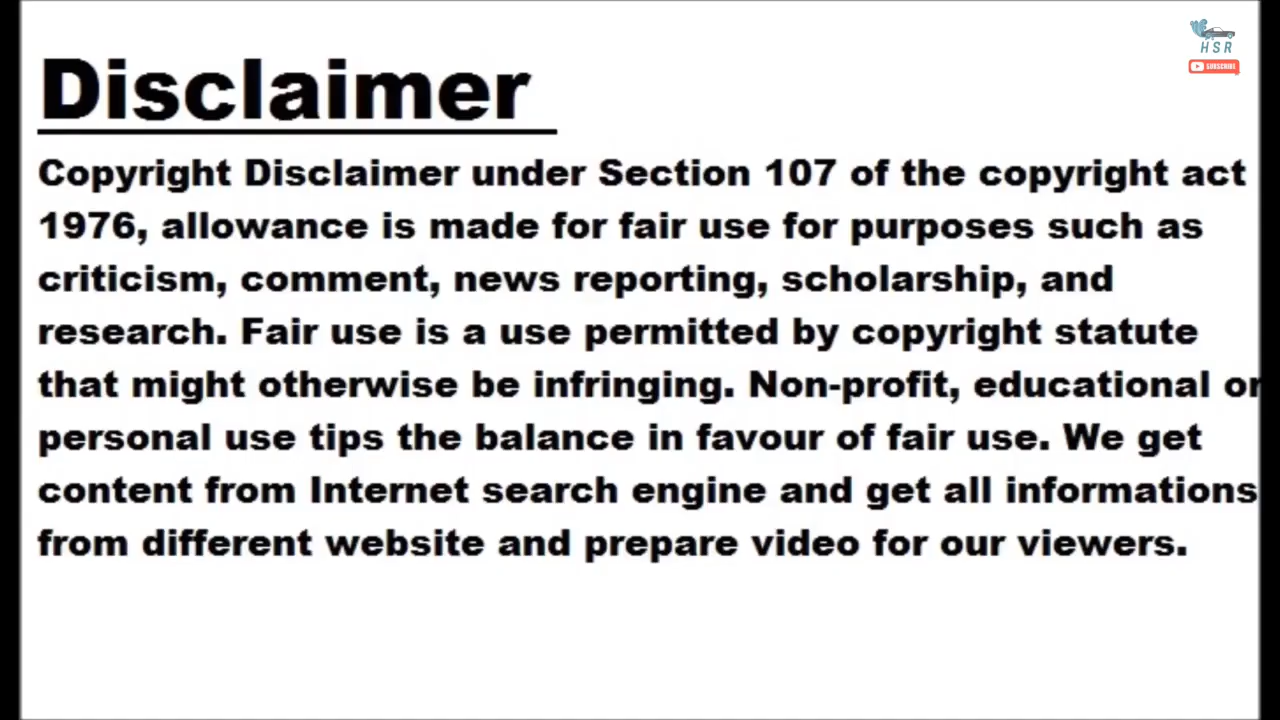 HSR
SUBSCRIBE
Disclaimer
Copyright Disclaimer under Section 107 of the copyright act
1976, allowance is made for fair use for purposes such as
criticism, comment, news reporting, scholarship, and
research. Fair use is a use permitted by copyright statute
that might otherwise be infringing. Non-profit, educational or
personal use tips the balance in favour of fair use. We get
content from Internet search engine and get all informations
from different website and prepare video for our viewers.